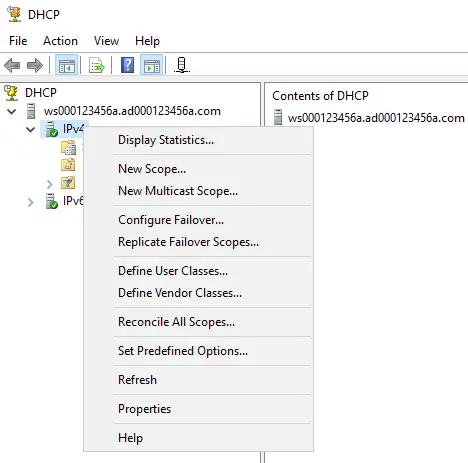 DHCP
File Action View Help
DHCP
Contents of DHCP
ws000123456a.ad000123456a.com
ws000123456a.ad000123456a.com
IPv4
Display Statistics...
New Scope...
New Multicast Scope...
IPv6
Configure Failover...
Replicate Failover Scopes...
Define User Classes...
Define Vendor Classes...
Reconcile All Scopes...
Set Predefined Options...
Refresh
Properties
Help